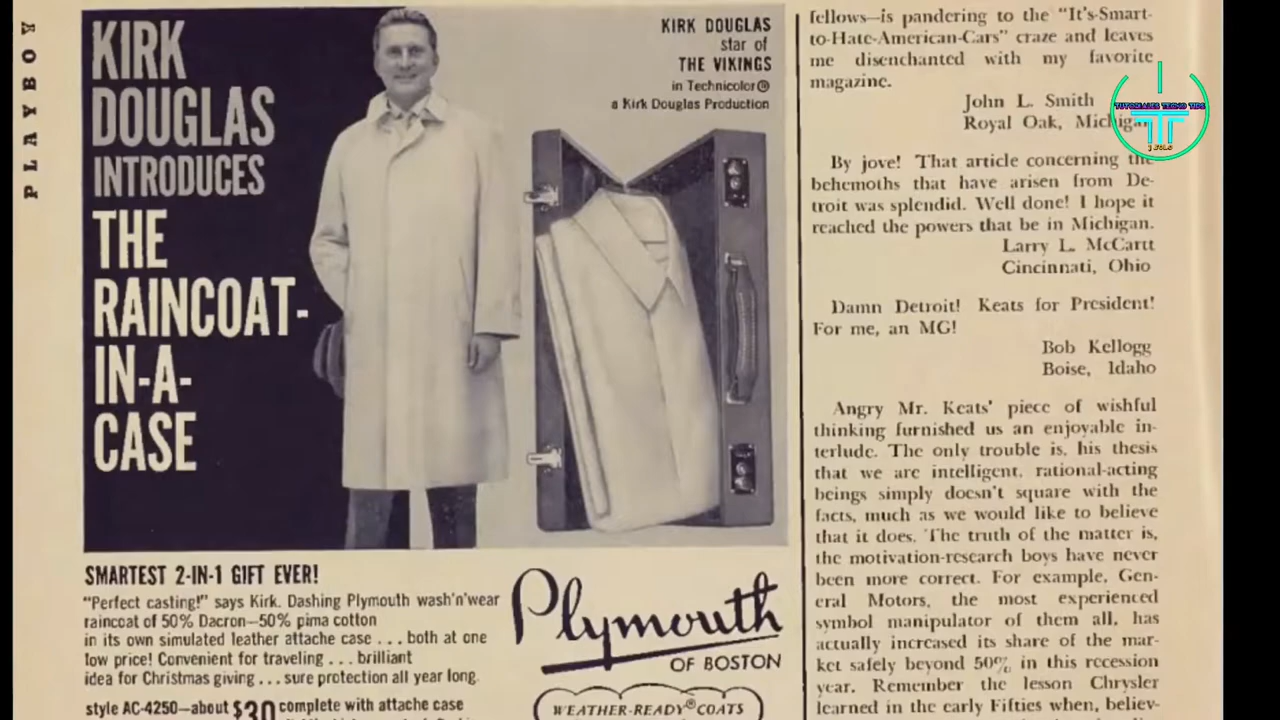 PLAYBOY
KIRK
DOUGLAS
INTRODUCES
THE
RAINCOAT-
IN-A-
CASE
KIRK DOUGLAS
star of
THE VIKINGS
in Technicolor®
a Kirk Douglas Production
SMARTEST 2-IN-1 GIFT EVER!
"Perfect casting!" says Kirk. Dashing Plymouth wash'n'wear
raincoat of 50% Dacron—50% pima cotton
in its own simulated leather attache case . . . both at one
low price! Convenient for traveling . . . brilliant
idea for Christmas giving . . . sure protection all year long.
style AC-4250—about $30 complete with attache case
Plymouth
OF BOSTON
WEATHER-READY® COATS
fellows—is pandering to the "It's-Smart-
to-Hate-American-Cars" craze and leaves
me disenchanted with my favorite
magazine.
John L. Smith
Royal Oak, Michigan
By jove! That article concerning the
behemoths that have arisen from De-
troit was splendid. Well done! I hope it
reached the powers that be in Michigan.
Larry L. McCartt
Cincinnati, Ohio
Damn Detroit! Keats for President!
For me, an MG!
Bob Kellogg
Boise, Idaho
Angry Mr. Keats' piece of wishful
thinking furnished us an enjoyable in-
terlude. The only trouble is, his thesis
that we are intelligent, rational-acting
beings simply doesn't square with the
facts, much as we would like to believe
that it does. The truth of the matter is,
the motivation-research boys have never
been more correct. For example, Gen-
eral Motors, the most experienced
symbol manipulator of them all, has
actually increased its share of the mar-
ket safely beyond 50% in this recession
year. Remember the lesson Chrysler
learned in the early Fifties when, believ-
TUTORIALES TECNO TIPS